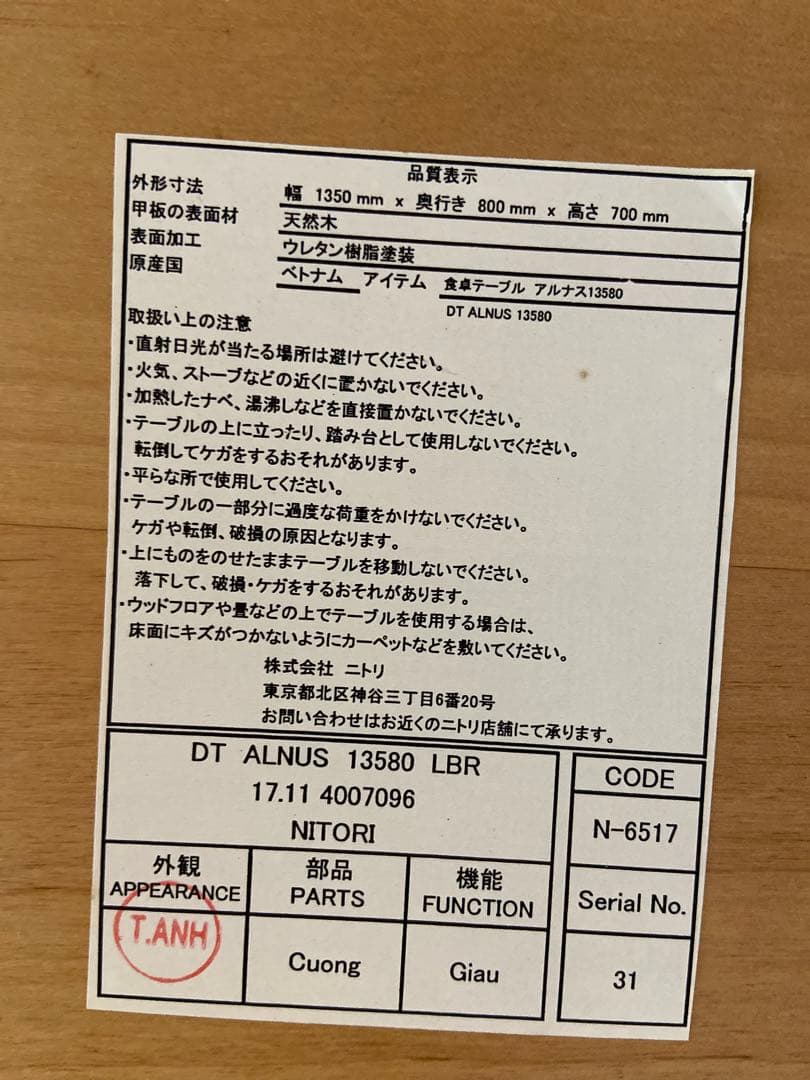 品質表示
外形寸法 幅 1350 mm x 奥行き 800 mm x 高さ 700 mm
甲板の表面材 天然木
表面加工 ウレタン樹脂塗装
原産国 ベトナム アイテム 食卓テーブル アルナス13580
DT ALNUS 13580
取扱い上の注意
・直射日光が当たる場所は避けてください。
・火気、ストーブなどの近くに置かないでください。
・加熱したナベ、湯沸しなどを直接置かないでください。
・テーブルの上に立ったり、踏み台として使用しないでください。
転倒してケガをするおそれがあります。
・平らな所で使用してください。
・テーブルの一部分に過度な荷重をかけないでください。
ケガや転倒、破損の原因となります。
・上にものをのせたままテーブルを移動しないでください。
落下して、破損・ケガをするおそれがあります。
・ウッドフロアや畳などの上でテーブルを使用する場合は、
床面にキズがつかないようにカーペットなどを敷いてください。
株式会社 ニトリ
東京都北区神谷三丁目6番20号
お問い合わせはお近くのニトリ店舗にて承ります。
DT ALNUS 13580 LBR
17.11 4007096
NITORI
CODE
N-6517
Serial No.
31
外観 部品 機能
APPEARANCE PARTS FUNCTION
T.ANH Cuong Giau